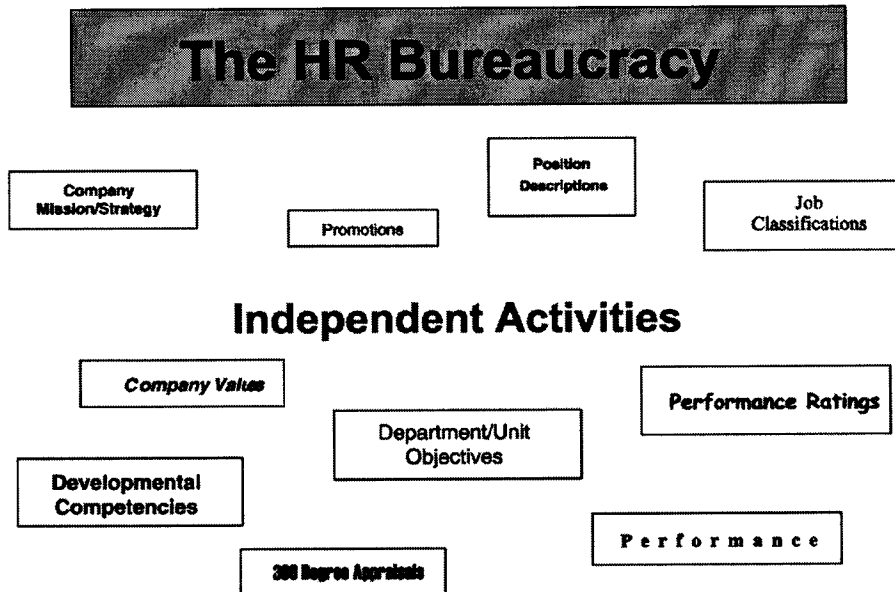 The HR Bureaucracy
Company
Mission/Strategy
Promotions
Position
Descriptions
Job
Classifications
Independent Activities
Company Values
Performance Ratings
Department/Unit
Objectives
Developmental
Competencies
Performance
360 Degree Appraisals